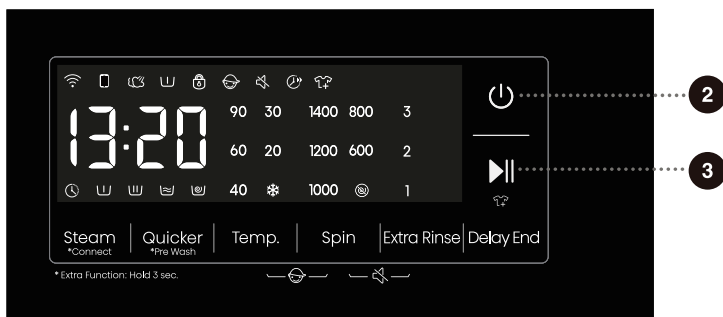 13:20
90 30 1400 800 3
60 20 1200 600 2
40 1000 1
Steam Quicker Temp. Spin Extra Rinse Delay End
*Connect *Pre Wash
* Extra Function: Hold 3 sec.
2
3